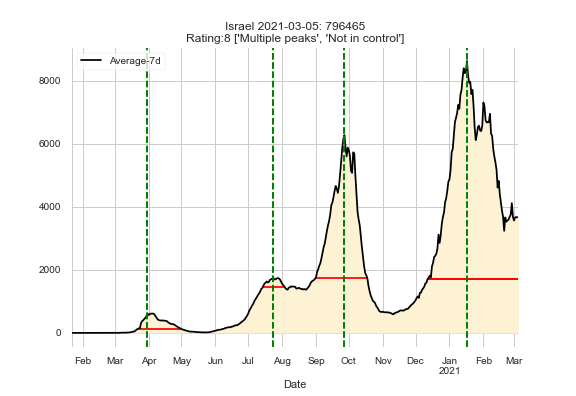 Israel 2021-03-05: 796465
Rating:8 ['Multiple peaks', 'Not in control']
Average-7d
8000
6000
4000
2000
0
Feb Mar Apr May Jun Jul Aug Sep Oct Nov Dec Jan Feb Mar
2021
Date